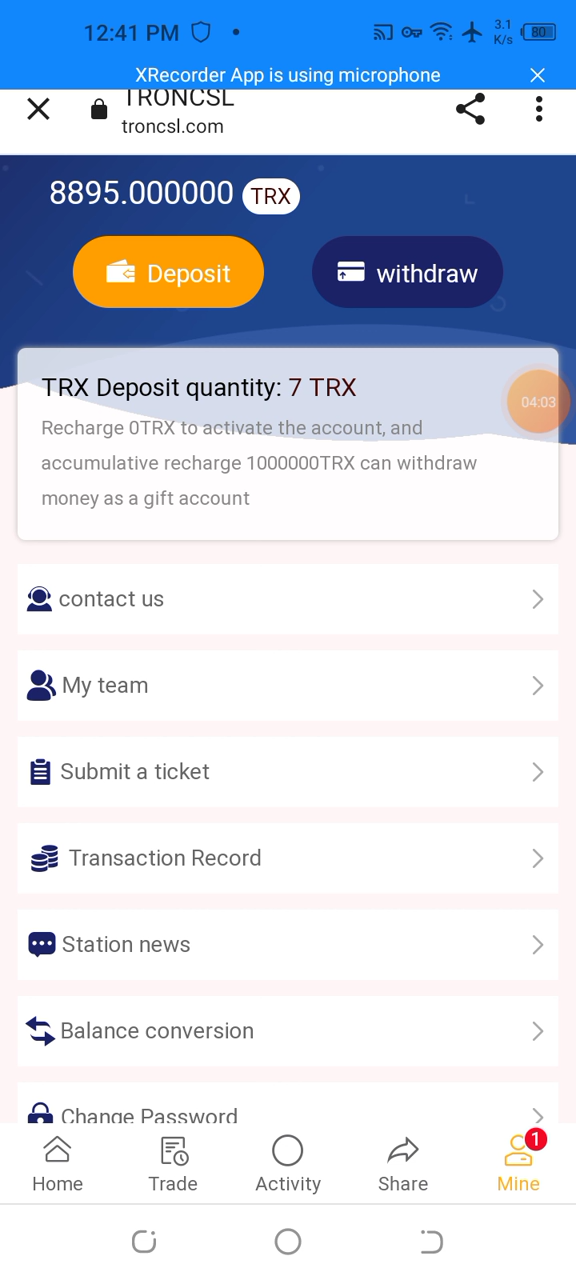 12:41 PM
3.1
K/s
80
XRecorder App is using microphone
TRONCSL
troncsl.com
8895.000000 TRX
Deposit
withdraw
TRX Deposit quantity: 7 TRX
04:03
Recharge 0TRX to activate the account, and
accumulative recharge 1000000TRX can withdraw
money as a gift account
contact us
My team
Submit a ticket
Transaction Record
Station news
Balance conversion
Change Password
1
Home
Trade
Activity
Share
Mine